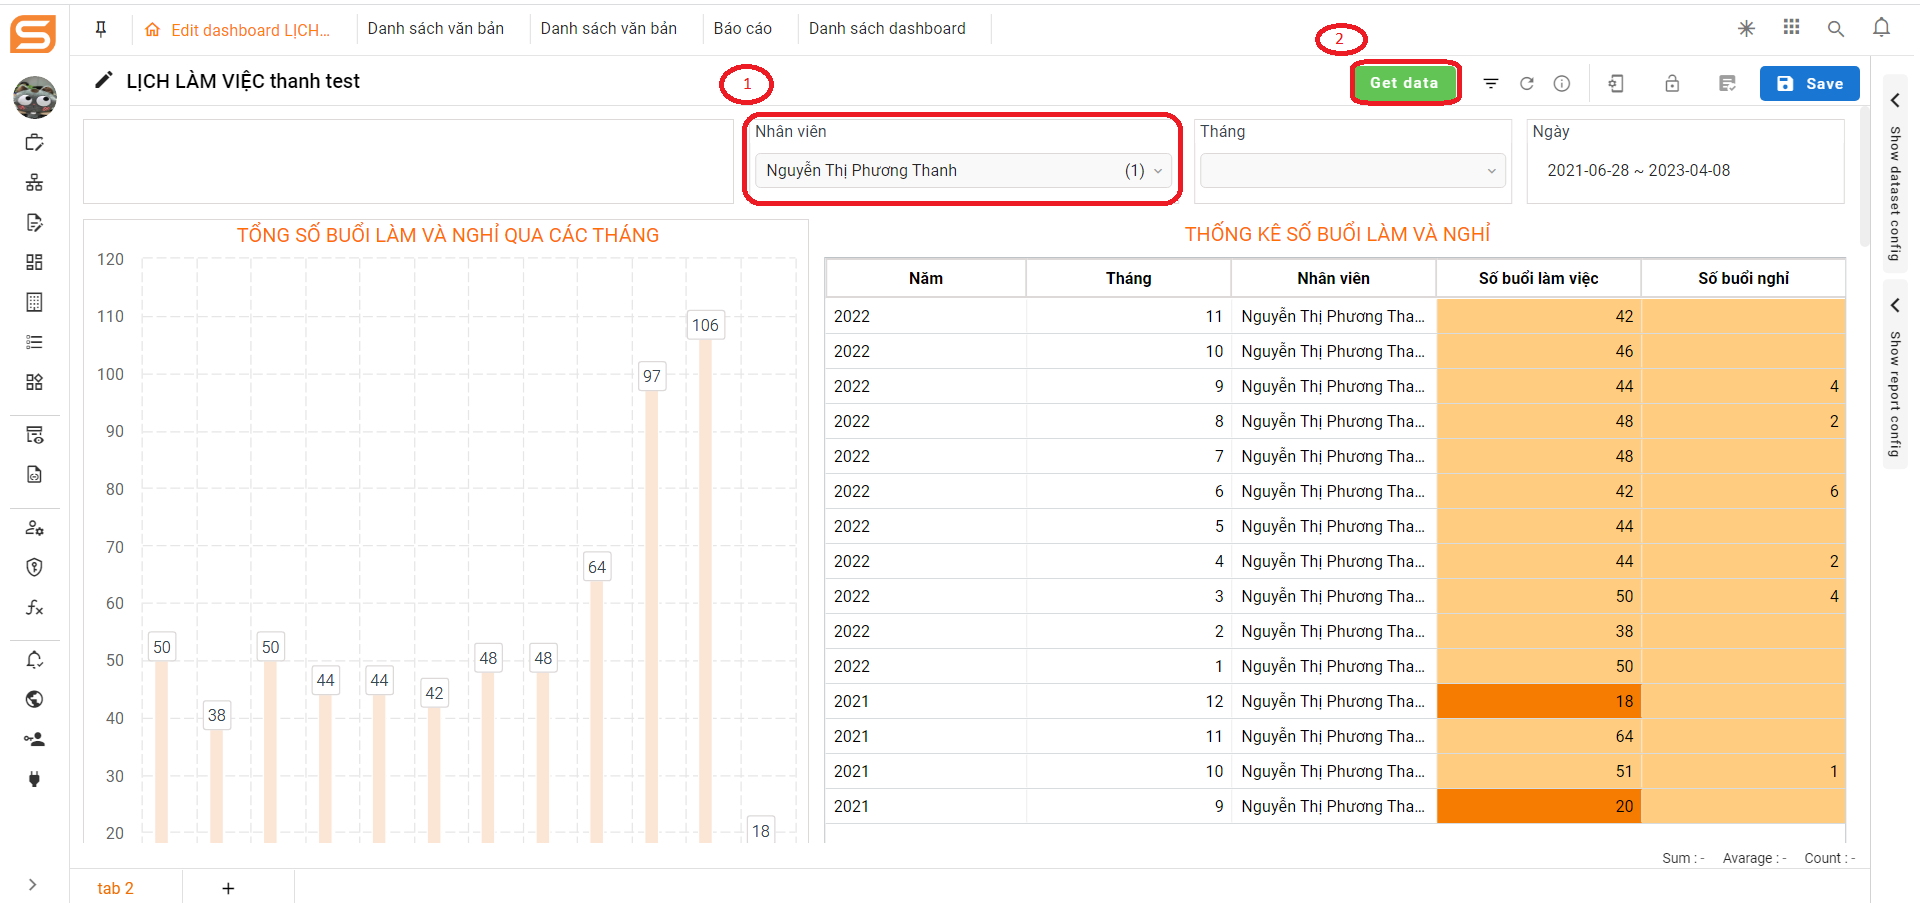 Edit dashboard LỊCH...
Danh sách văn bản
Danh sách văn bản
Báo cáo
Danh sách dashboard
2
LỊCH LÀM VIỆC thanh test
1
Get data
Save
Nhân viên
Nguyễn Thị Phương Thanh (1)
Tháng
Ngày
2021-06-28 ~ 2023-04-08
Show dataset config
Show report config
TỔNG SỐ BUỔI LÀM VÀ NGHỈ QUA CÁC THÁNG
120
110
100
90
80
70
60
50
40
30
20
50
38
50
44
44
42
48
48
64
97
106
18
THỐNG KÊ SỐ BUỔI LÀM VÀ NGHỈ
Năm Tháng Nhân viên Số buổi làm việc Số buổi nghỉ
2022 11 Nguyễn Thị Phương Tha... 42
2022 10 Nguyễn Thị Phương Tha... 46
2022 9 Nguyễn Thị Phương Tha... 44 4
2022 8 Nguyễn Thị Phương Tha... 48 2
2022 7 Nguyễn Thị Phương Tha... 48
2022 6 Nguyễn Thị Phương Tha... 42 6
2022 5 Nguyễn Thị Phương Tha... 44
2022 4 Nguyễn Thị Phương Tha... 44 2
2022 3 Nguyễn Thị Phương Tha... 50 4
2022 2 Nguyễn Thị Phương Tha... 38
2022 1 Nguyễn Thị Phương Tha... 50
2021 12 Nguyễn Thị Phương Tha... 18
2021 11 Nguyễn Thị Phương Tha... 64
2021 10 Nguyễn Thị Phương Tha... 51 1
2021 9 Nguyễn Thị Phương Tha... 20
Sum : - Avarage : - Count : -
tab 2
+